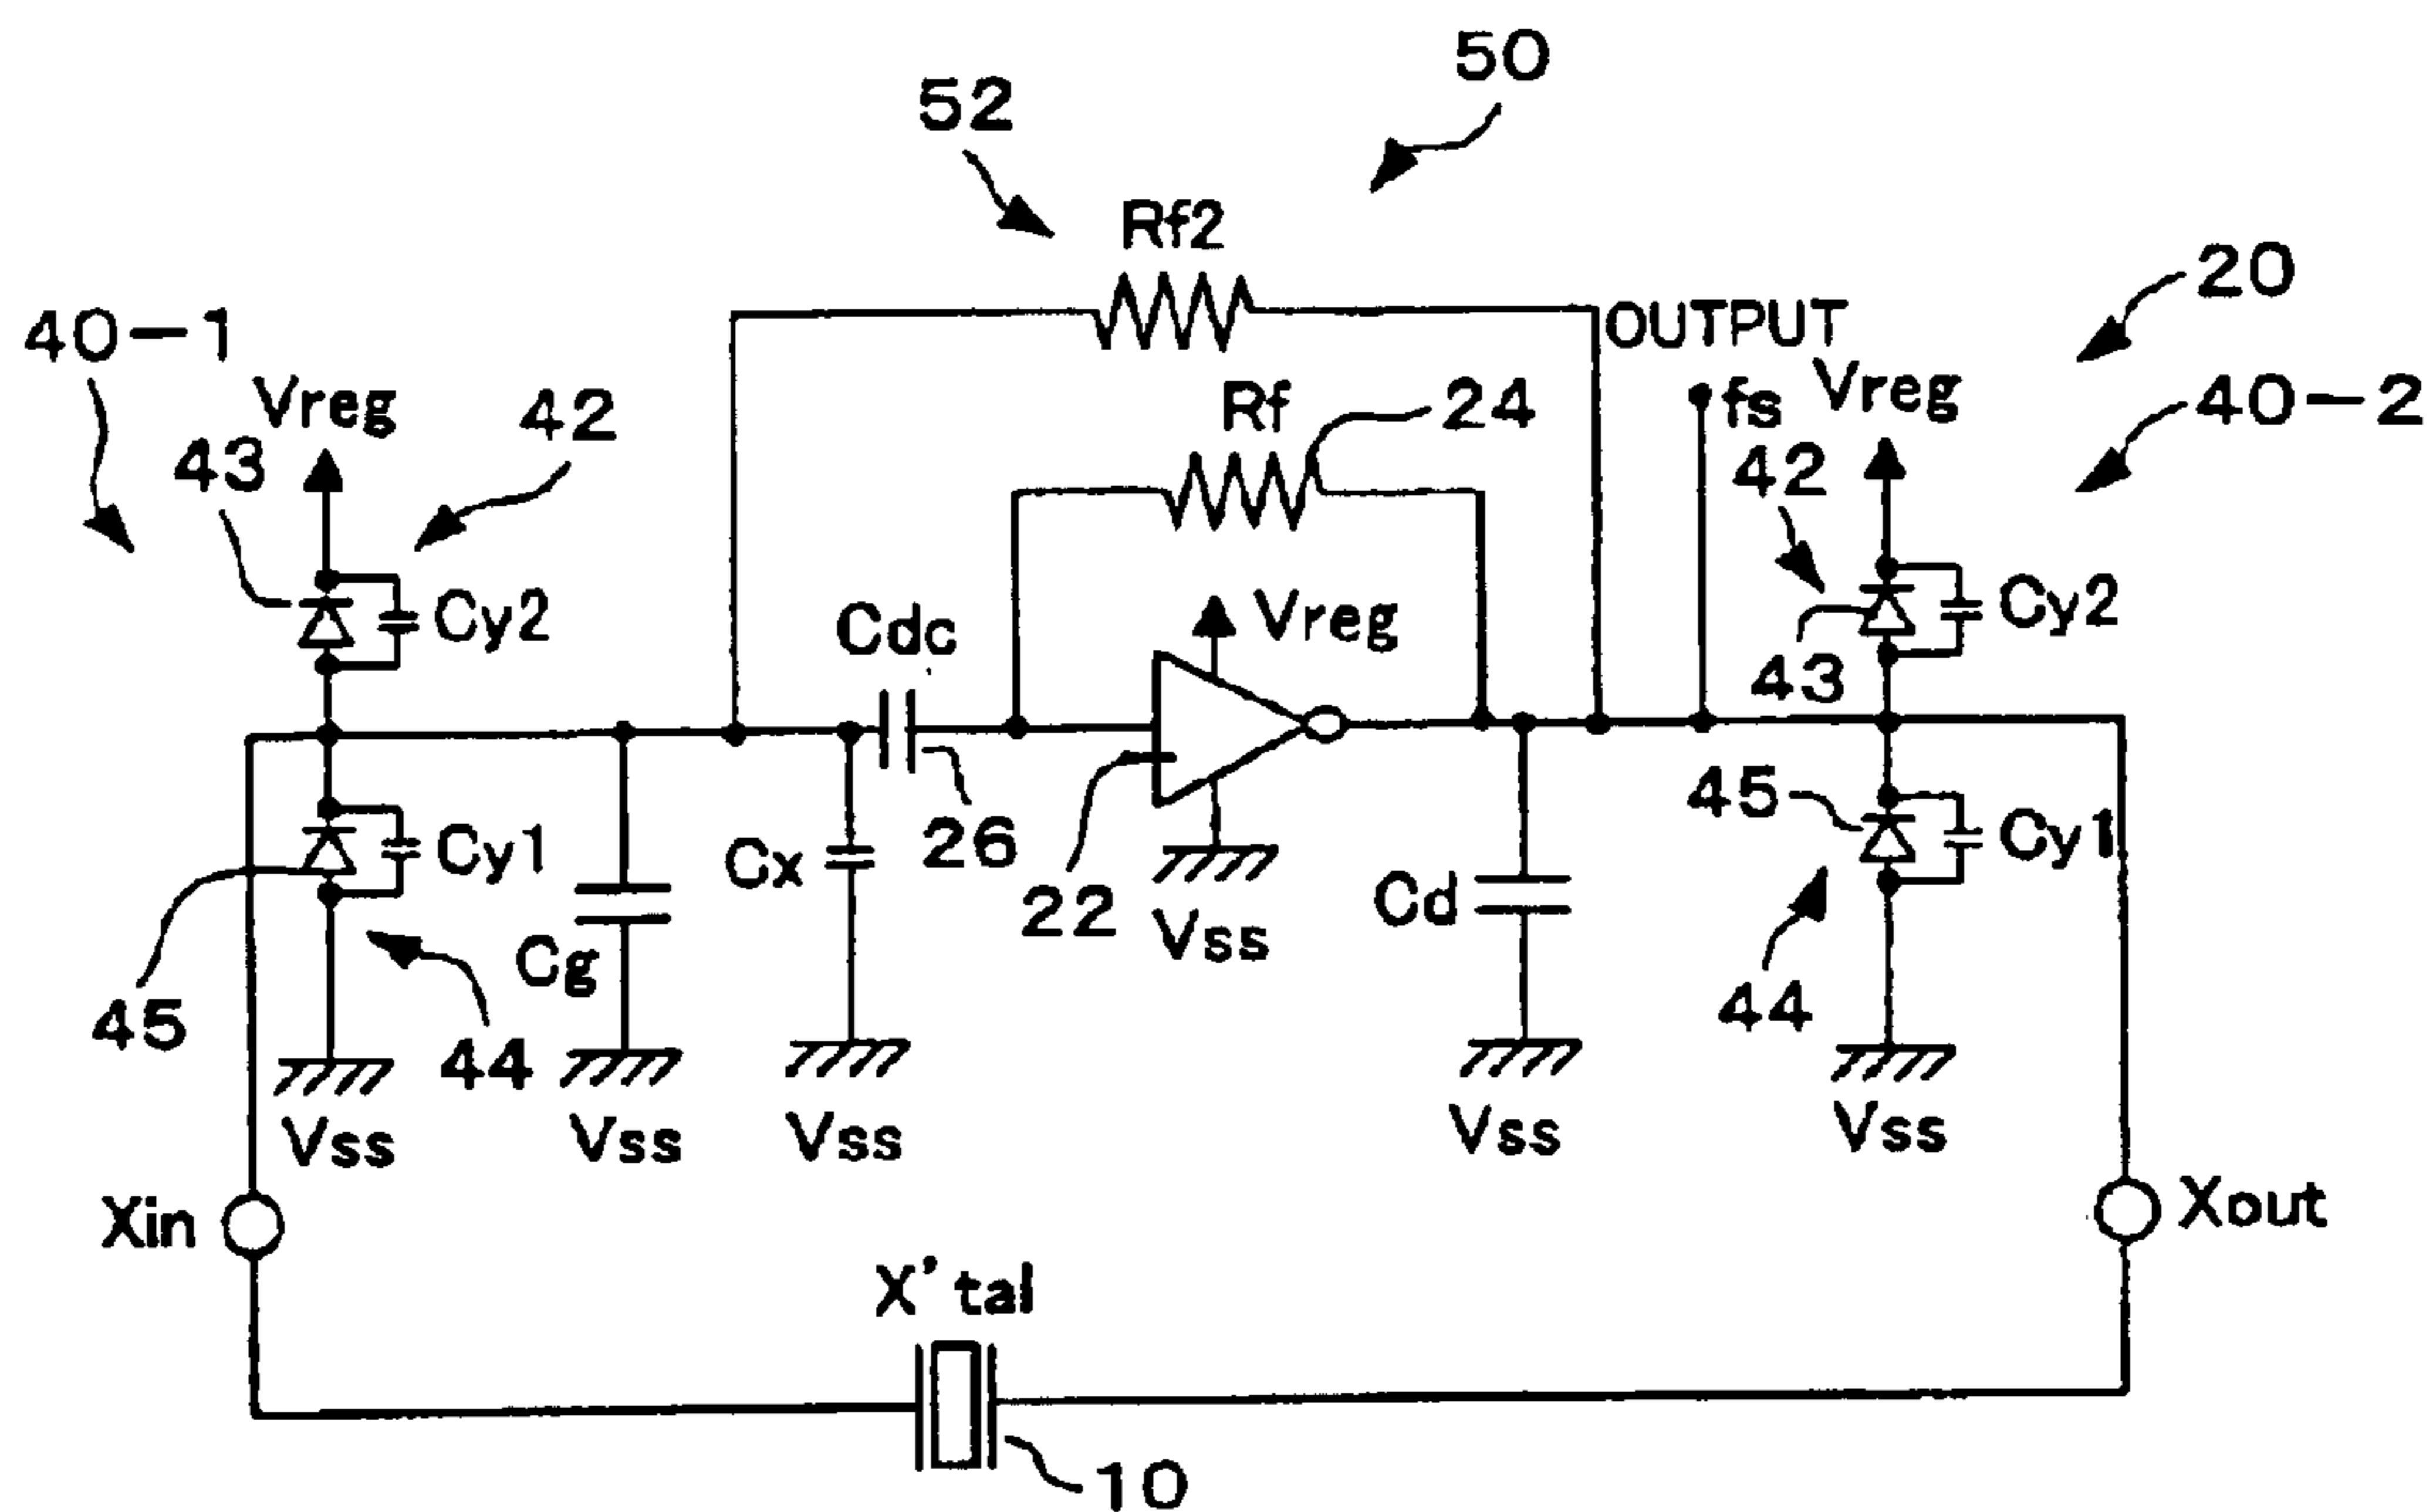 50
52
Rf2
20
OUTPUT
40-1
Vreg
42
Rf
24
fs
Vreg
40-2
43
42
Cy2
Cdc
Vreg
Cy2
43
45
Cy1
Cx
26
Cy1
22
Cd
Vss
Cg
45
44
44
Vss
Vss
Vss
Vss
Vss
Xin
Xout
X'tal
10